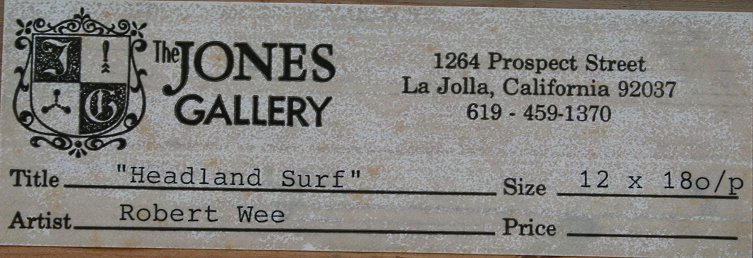 J G
The JONES
GALLERY
1264 Prospect Street
La Jolla, California 92037
619 - 459-1370
Title "Headland Surf" Size 12 x 18o/p
Artist Robert Wee Price